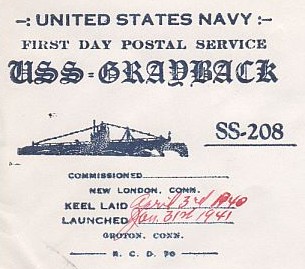 -: UNITED STATES NAVY :-
FIRST DAY POSTAL SERVICE
USS=GRAYBACK
SS-208
COMMISSIONED
NEW LONDON, CONN.
KEEL LAID April 3rd 1940
LAUNCHED Jan. 31st 1941
GROTON, CONN.
R. C. D. 70